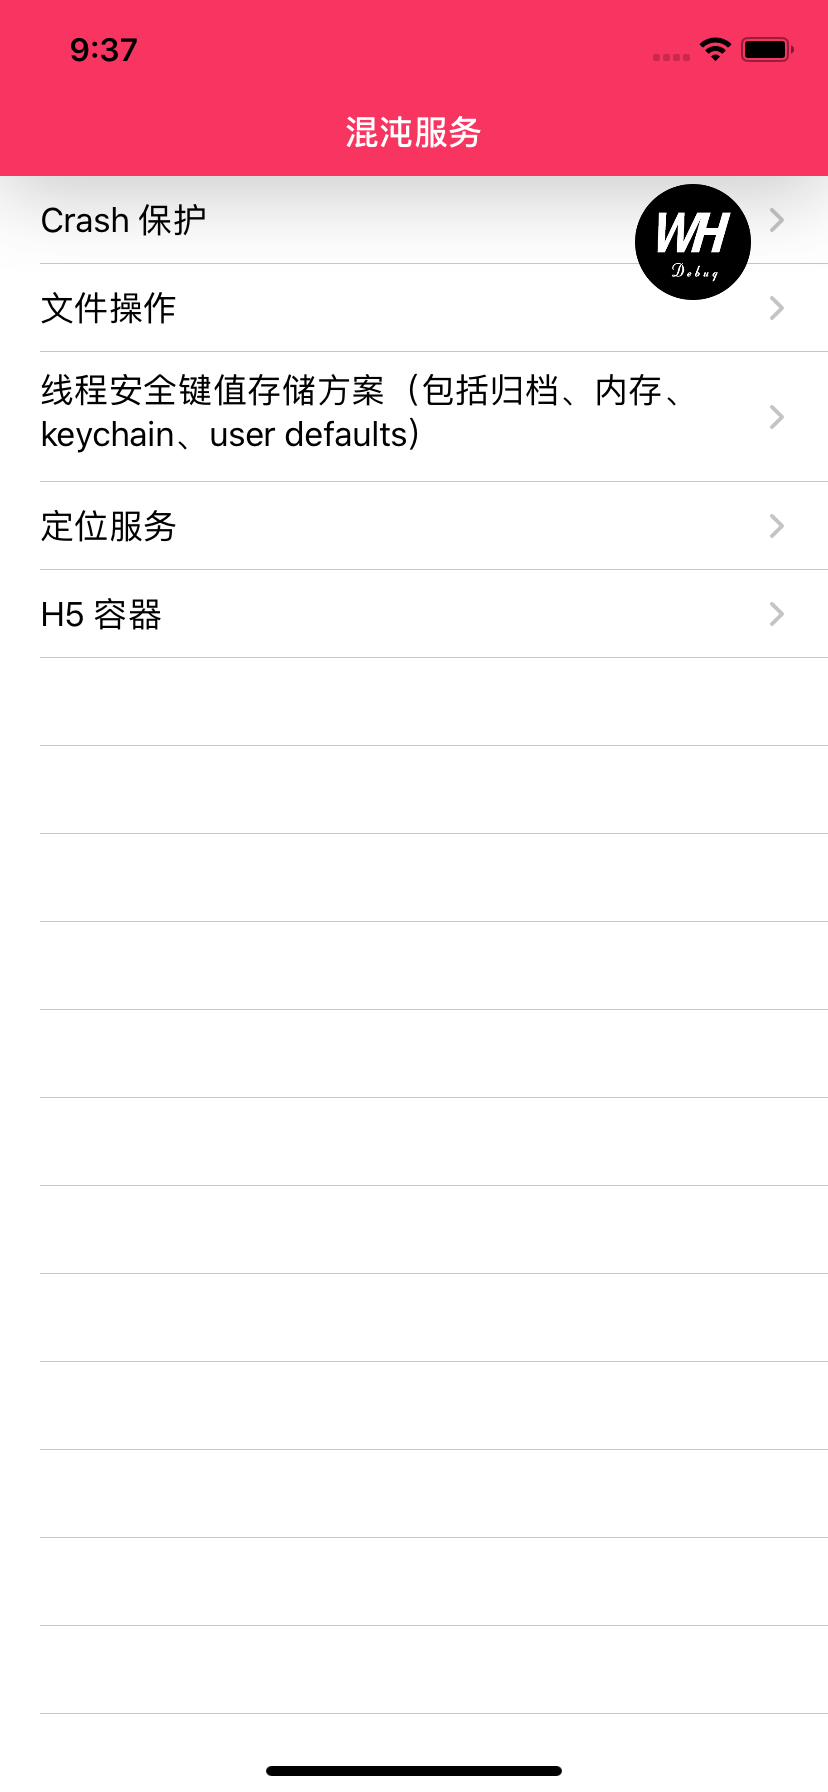 9:37
混沌服务
Crash 保护
WH
Debug
文件操作
线程安全键值存储方案（包括归档、内存、
keychain、user defaults）
定位服务
H5 容器